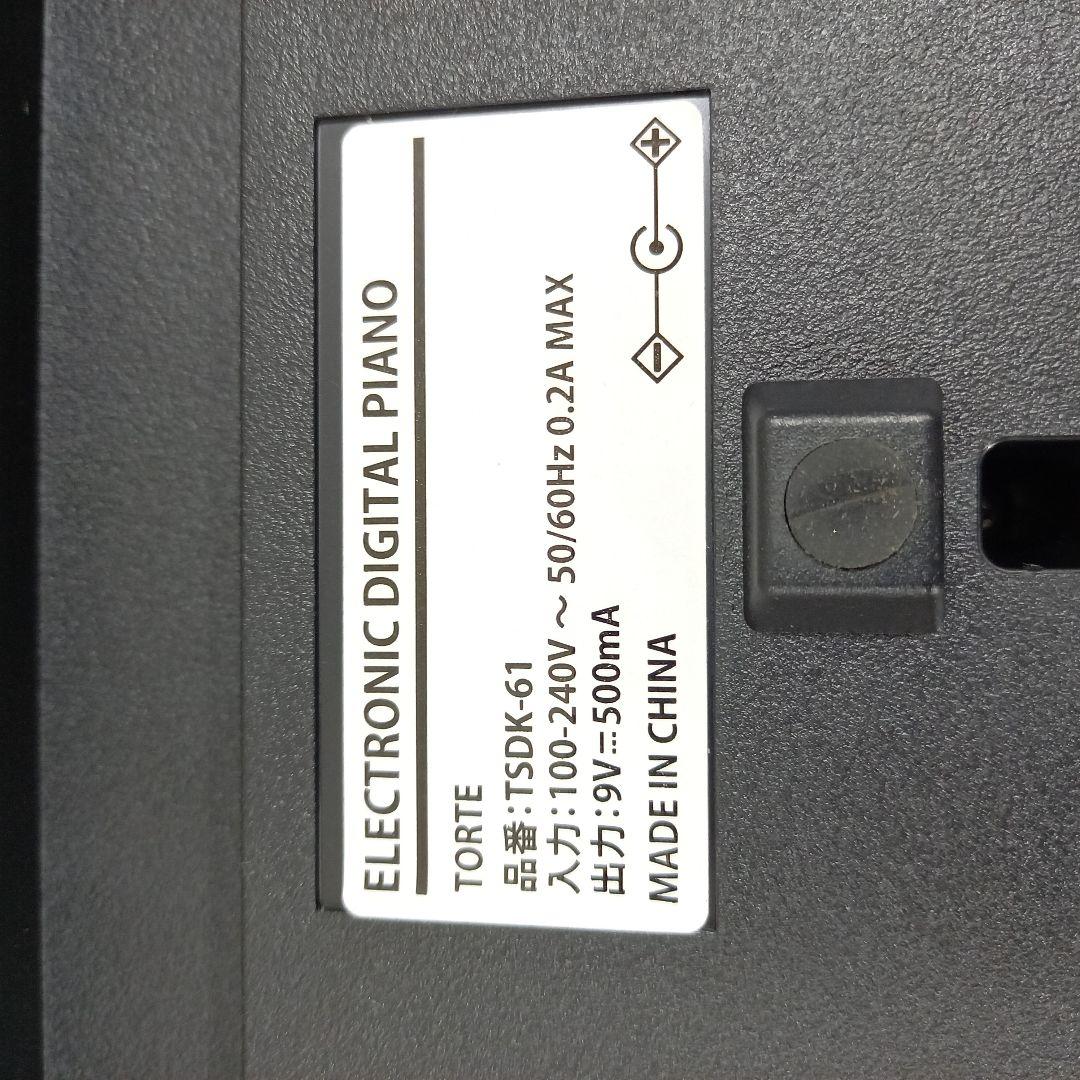 ELECTRONIC DIGITAL PIANO
TORTE
品番：TSDK-61
入力：100-240V ～ 50/60Hz 0.2A MAX
出力：9V⎓500mA
MADE IN CHINA